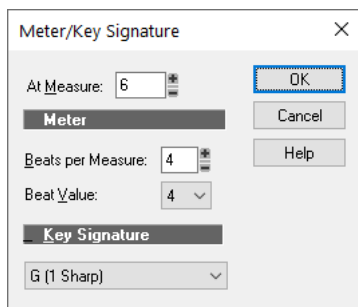 Meter/Key Signature
At Measure: 6
OK
Meter
Cancel
Beats per Measure: 4
Help
Beat Value: 4
Key Signature
G (1 Sharp)